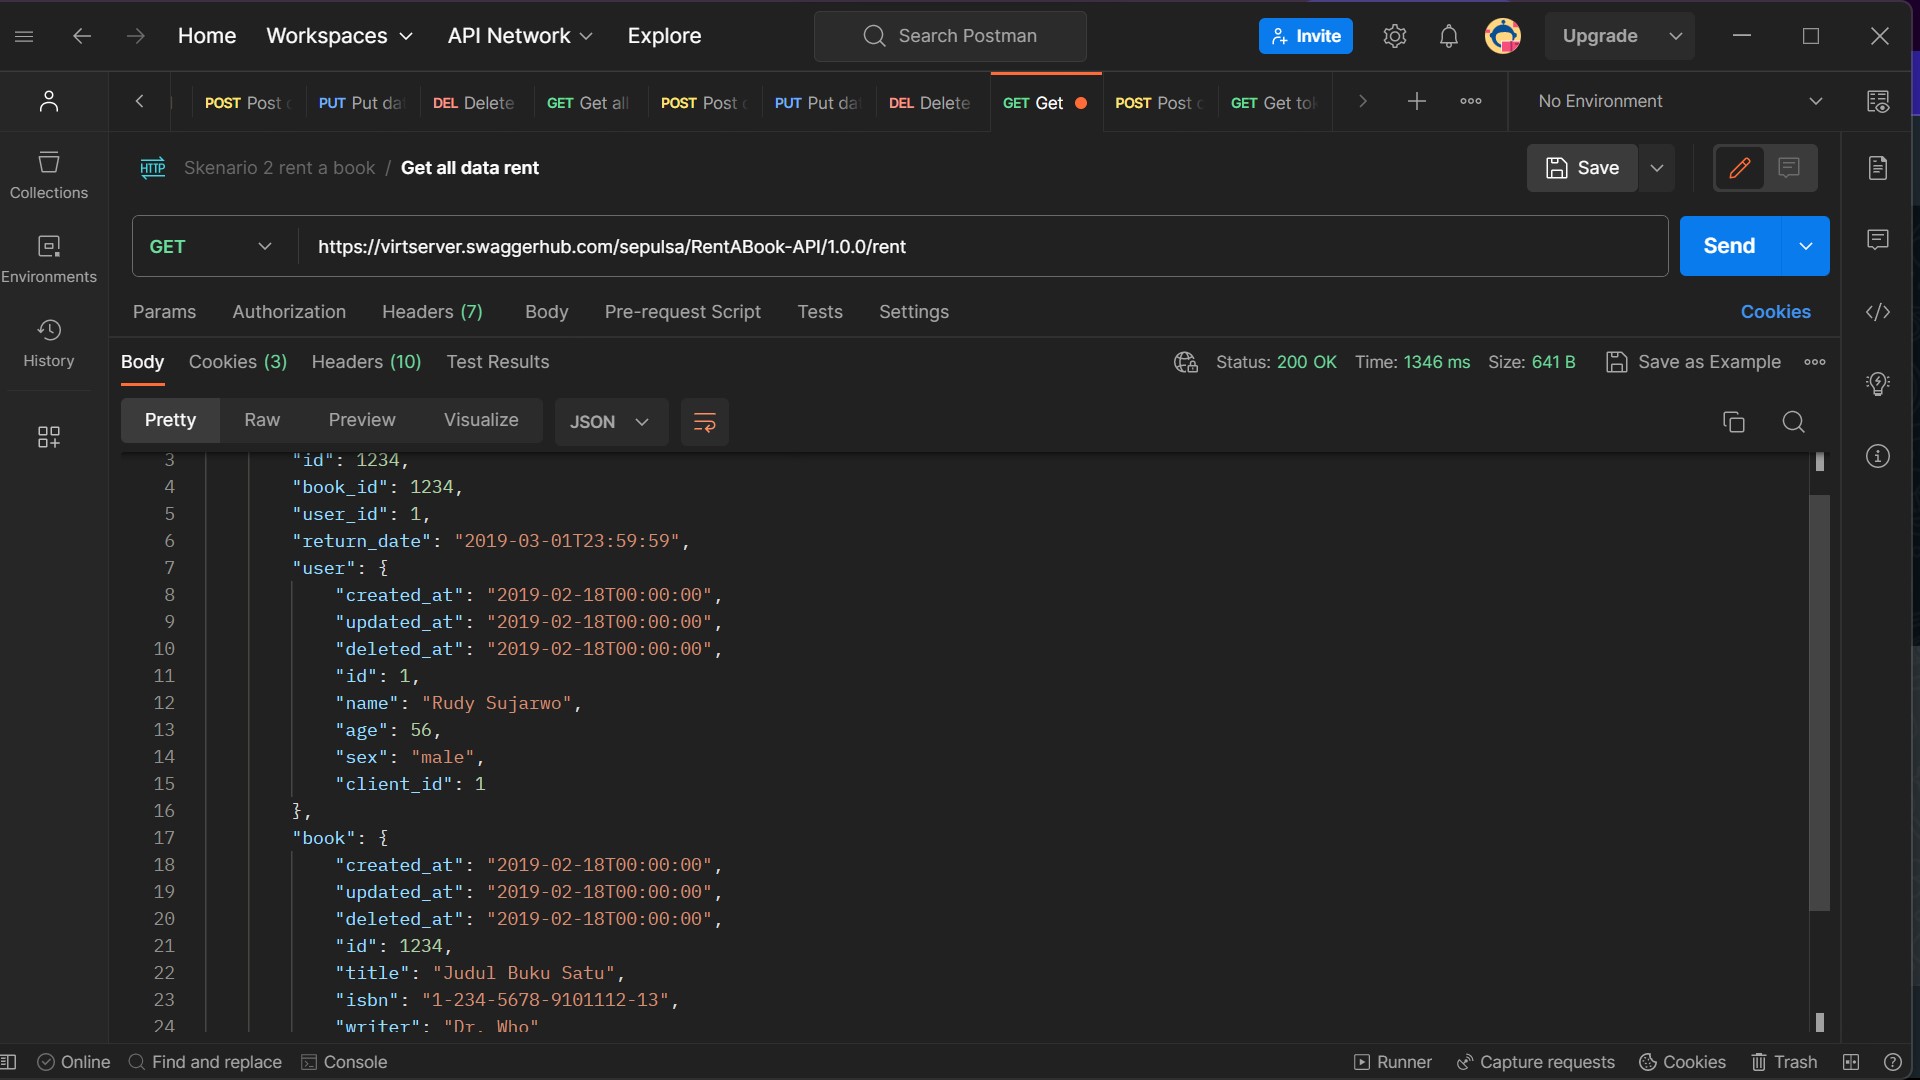 Home Workspaces API Network Explore Search Postman Invite Upgrade
POST Post PUT Put dat DEL Delete GET Get all POST Post PUT Put dat DEL Delete GET Get POST Post GET Get to No Environment
HTTP Skenario 2 rent a book / Get all data rent Save
Collections
GET https://virtserver.swaggerhub.com/sepulsa/RentABook-API/1.0.0/rent Send
Environments
Params Authorization Headers (7) Body Pre-request Script Tests Settings Cookies
History
Body Cookies (3) Headers (10) Test Results Status: 200 OK Time: 1346 ms Size: 641 B Save as Example
Pretty Raw Preview Visualize JSON
3 "id": 1234,
4 "book_id": 1234,
5 "user_id": 1,
6 "return_date": "2019-03-01T23:59:59",
7 "user": {
8 "created_at": "2019-02-18T00:00:00",
9 "updated_at": "2019-02-18T00:00:00",
10 "deleted_at": "2019-02-18T00:00:00",
11 "id": 1,
12 "name": "Rudy Sujarwo",
13 "age": 56,
14 "sex": "male",
15 "client_id": 1
16 },
17 "book": {
18 "created_at": "2019-02-18T00:00:00",
19 "updated_at": "2019-02-18T00:00:00",
20 "deleted_at": "2019-02-18T00:00:00",
21 "id": 1234,
22 "title": "Judul Buku Satu",
23 "isbn": "1-234-5678-9101112-13",
24 "writer": "Dr. Who"
Online Find and replace Console Runner Capture requests Cookies Trash